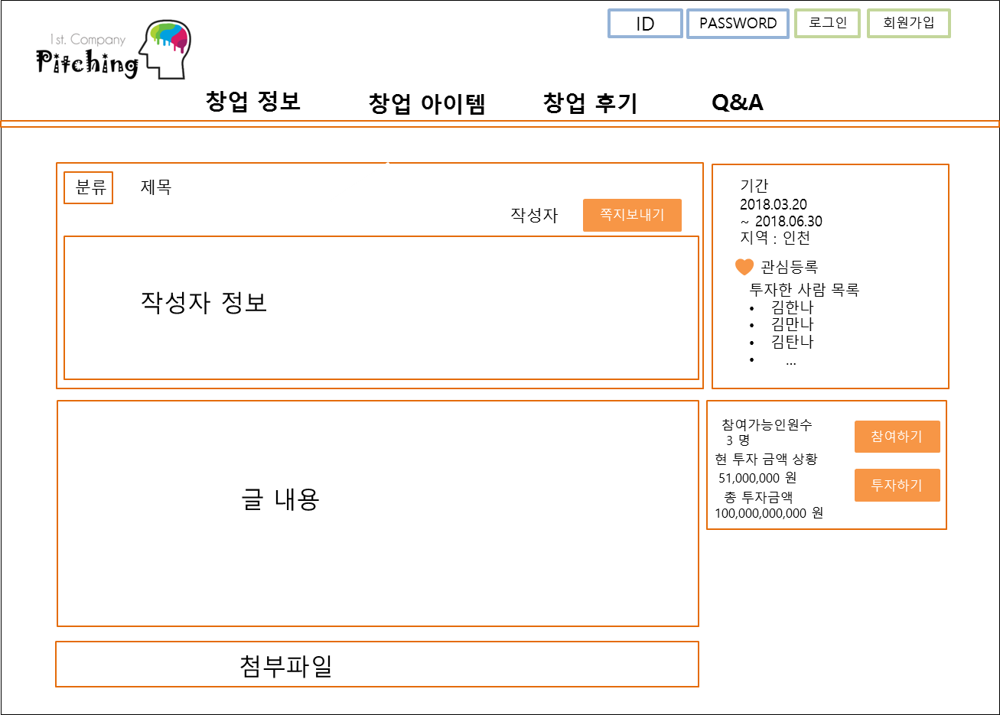 1st. Company
Pitching
ID
PASSWORD
로그인
회원가입
창업 정보
창업 아이템
창업 후기
Q&A
분류
제목
작성자
쪽지보내기
작성자 정보
기간
2018.03.20
~ 2018.06.30
지역 : 인천
관심등록
투자한 사람 목록
• 김한나
• 김만나
• 김탄나
• ...
글 내용
참여가능인원수
3 명
현 투자 금액 상황
51,000,000 원
총 투자금액
100,000,000,000 원
참여하기
투자하기
첨부파일